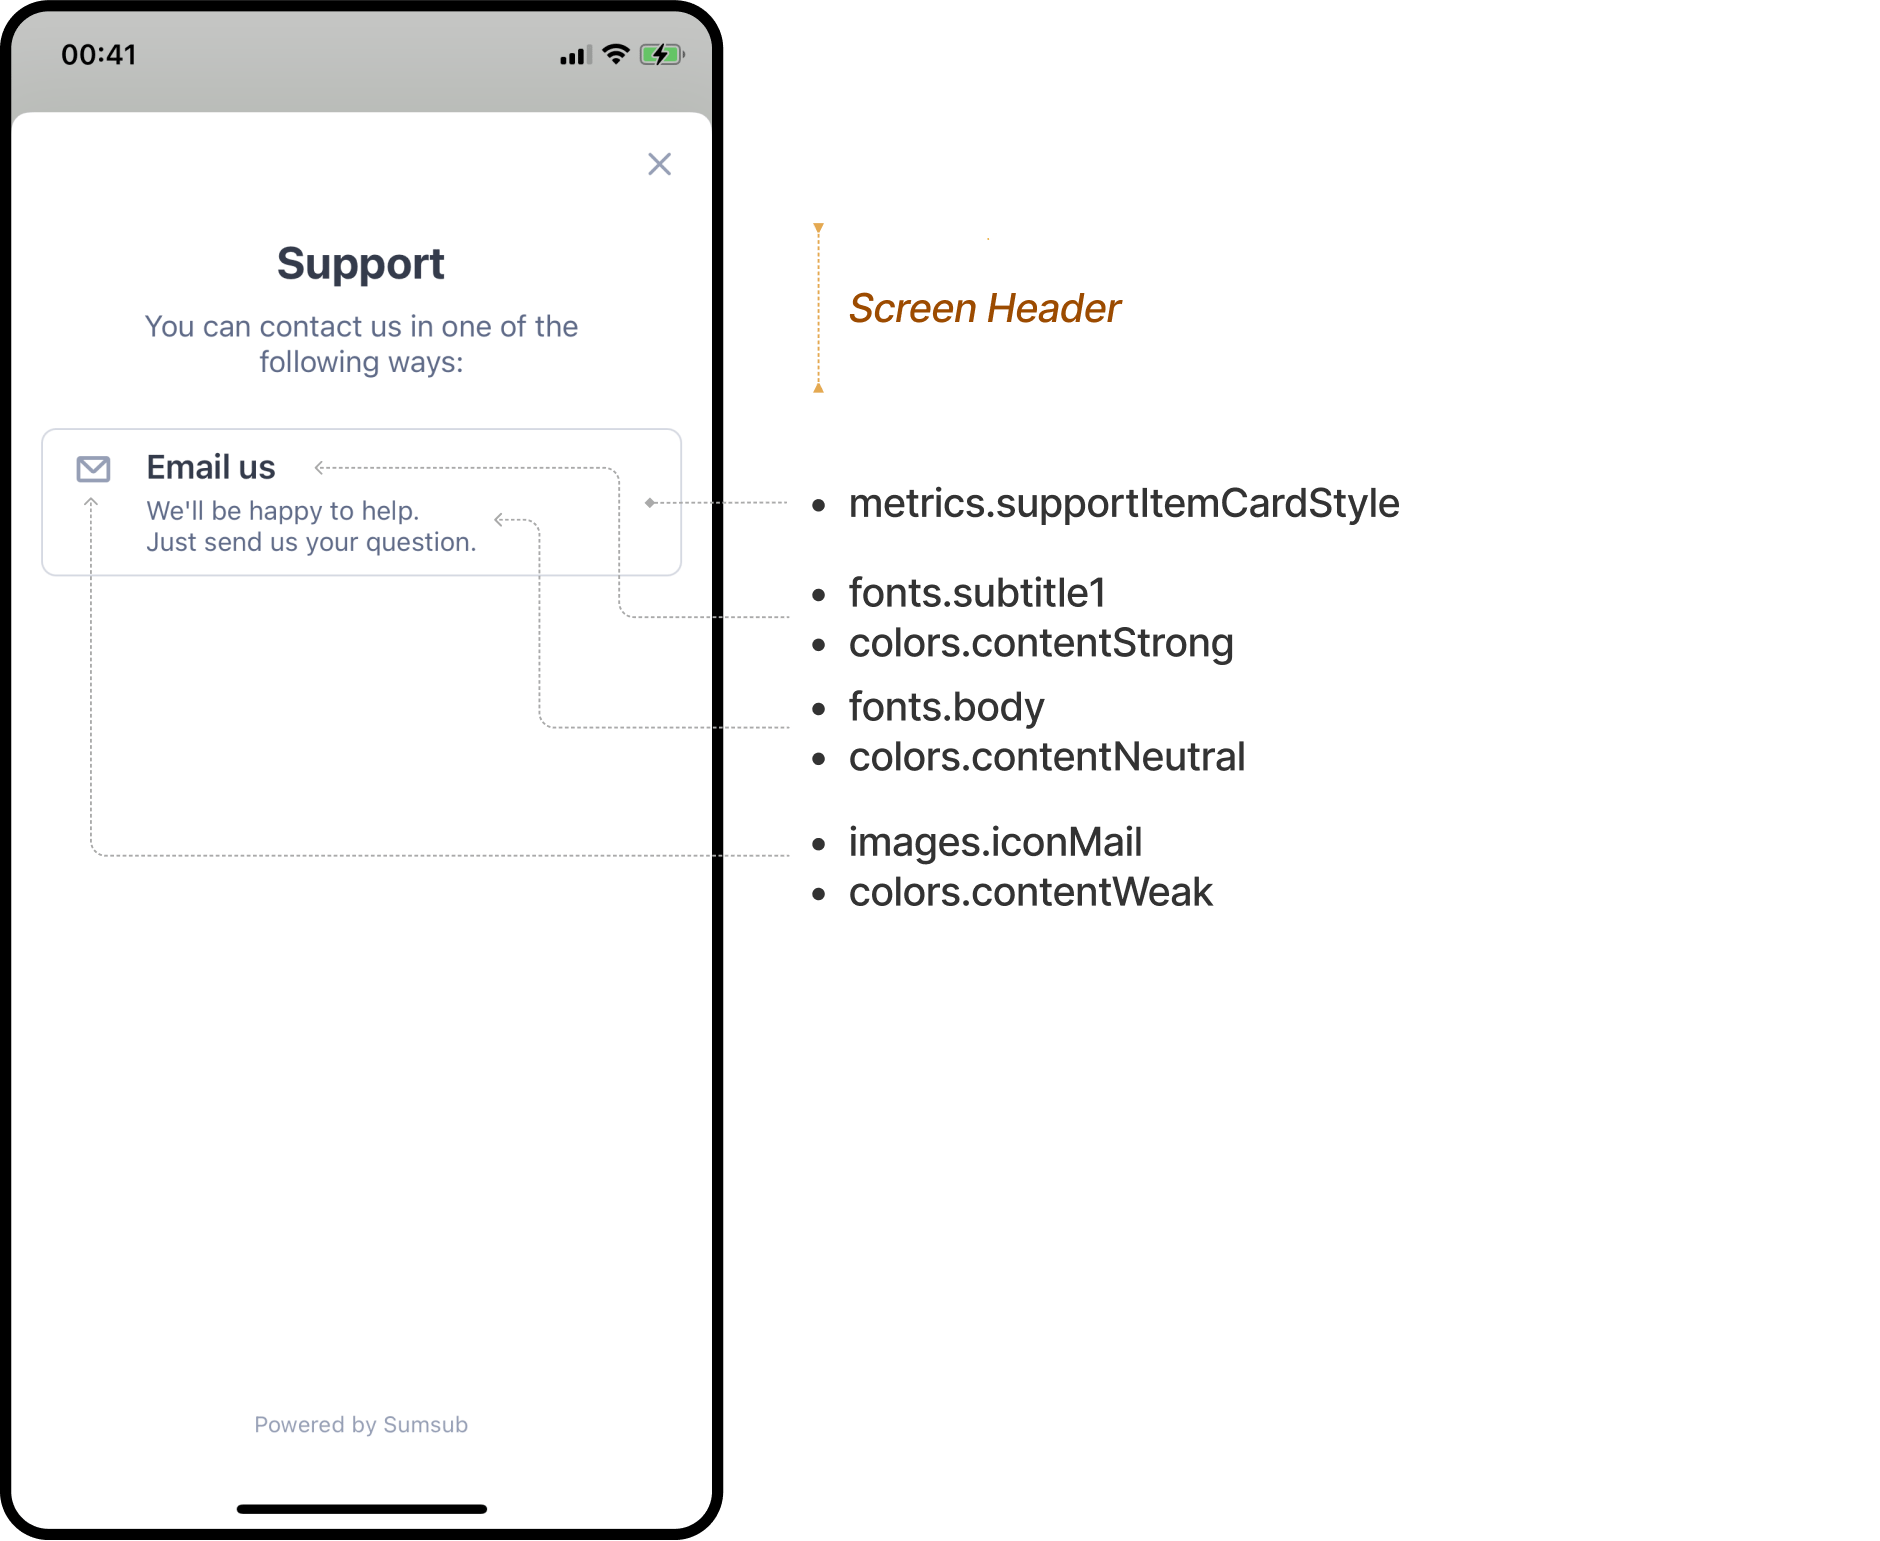 00:41
Support
You can contact us in one of the
following ways:
Screen Header
Email us
We'll be happy to help.
Just send us your question.
• metrics.supportItemCardStyle
• fonts.subtitle1
• colors.contentStrong
• fonts.body
• colors.contentNeutral
• images.iconMail
• colors.contentWeak
Powered by Sumsub